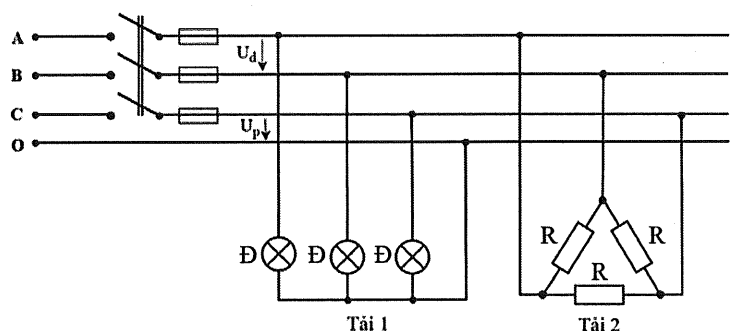 A
U_d
B
C
U_p
O
Đ Đ Đ
R R
R
Tải 1 Tải 2